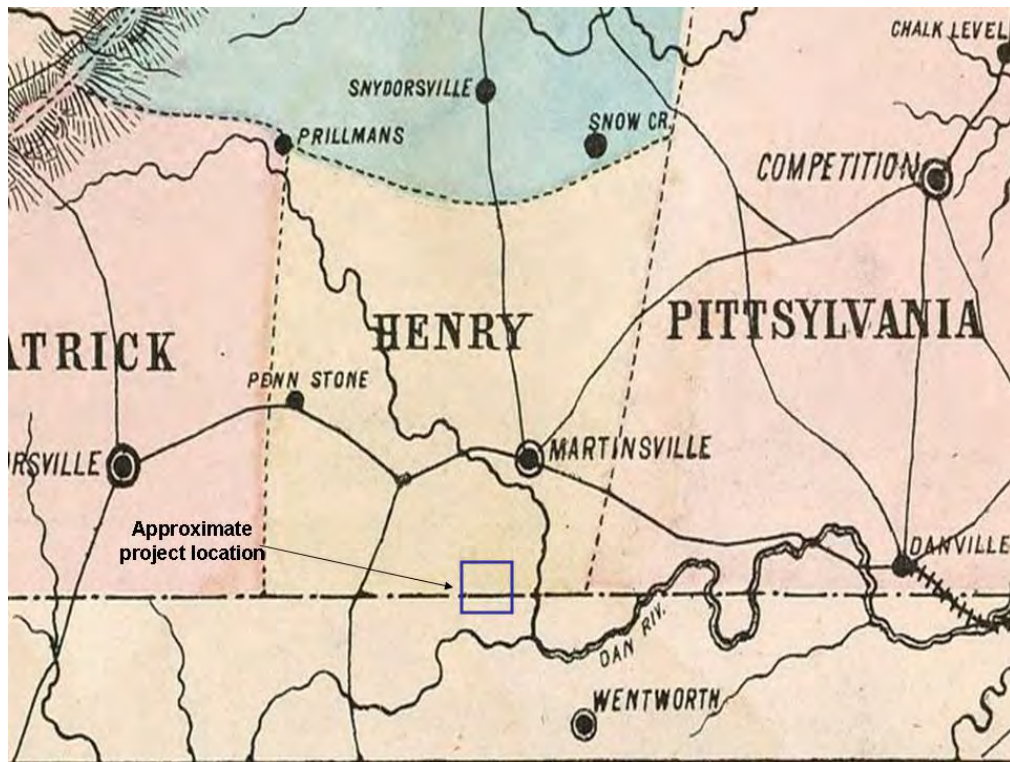 CHALK LEVEL
SNYDORSVILLE
SNOW CR.
PRILLMANS
COMPETITION
HENRY
PITTSYLVANIA
ATRICK
PENN STONE
MARTINSVILLE
RSVILLE
Approximate
project location
DANVILLE
DAN RIV.
WENTWORTH